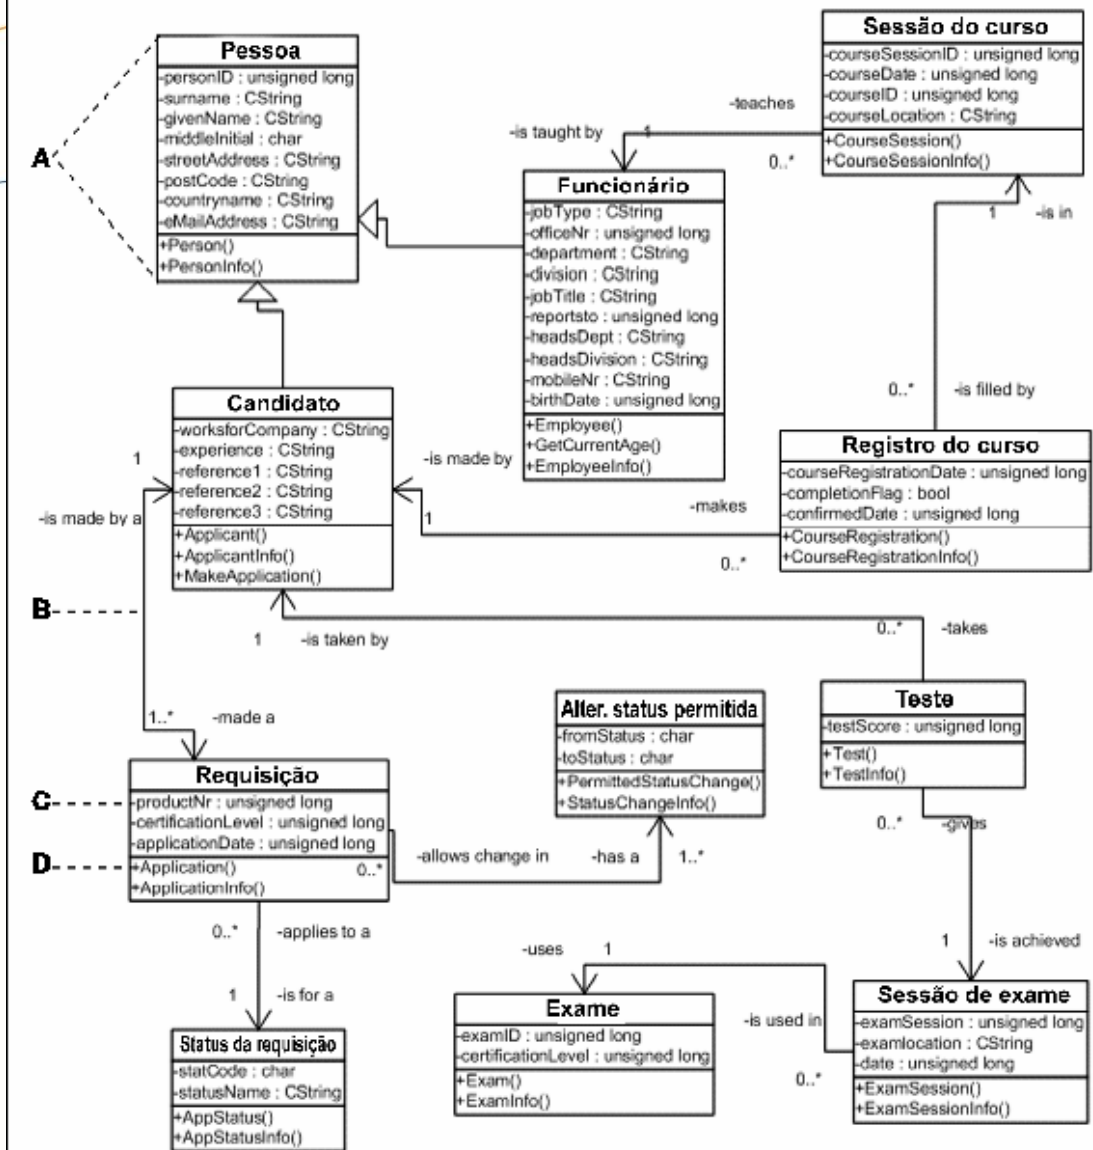 Pessoa
-personID : unsigned long
-surname : CString
-givenName : CString
-middleInitial : char
-streetAddress : CString
-postCode : CString
-countryname : CString
-eMailAddress : CString
+Person()
+PersonInfo()
A
Sessão do curso
-courseSessionID : unsigned long
-courseDate : unsigned long
-courseID : unsigned long
-courseLocation : CString
+CourseSession()
+CourseSessionInfo()
-teaches
-is taught by
1
0..*
Funcionário
-jobType : CString
-officeNr : unsigned long
-department : CString
-division : CString
-jobTitle : CString
-reportsto : unsigned long
-headsDept : CString
-headsDivision : CString
-mobileNr : CString
-birthDate : unsigned long
+Employee()
+GetCurrentAge()
+EmployeeInfo()
1
-is in
0..*
-is filled by
Candidato
-worksforCompany : CString
-experience : CString
-reference1 : CString
-reference2 : CString
-reference3 : CString
+Applicant()
+ApplicantInfo()
+MakeApplication()
Registro do curso
-courseRegistrationDate : unsigned long
-completionFlag : bool
-confirmedDate : unsigned long
+CourseRegistration()
+CourseRegistrationInfo()
-is made by
1
-makes
0..*
1
-is made by a
B
1
-is taken by
0..*
-takes
1..*
-made a
Alter. status permitida
-fromStatus : char
-toStatus : char
+PermittedStatusChange()
+StatusChangeInfo()
Teste
-testScore : unsigned long
+Test()
+TestInfo()
Requisição
-productNr : unsigned long
-certificationLevel : unsigned long
-applicationDate : unsigned long
+Application()
+ApplicationInfo()
C
D
0..*
-allows change in
-has a
1..*
0..*
-gives
0..*
-applies to a
1
-is for a
1
-is achieved
-uses
1
-is used in
0..*
Status da requisição
-statCode : char
-statusName : CString
+AppStatus()
+AppStatusInfo()
Exame
-examID : unsigned long
-certificationLevel : unsigned long
+Exam()
+ExamInfo()
Sessão de exame
-examSession : unsigned long
-examlocation : CString
-date : unsigned long
+ExamSession()
+ExamSessionInfo()